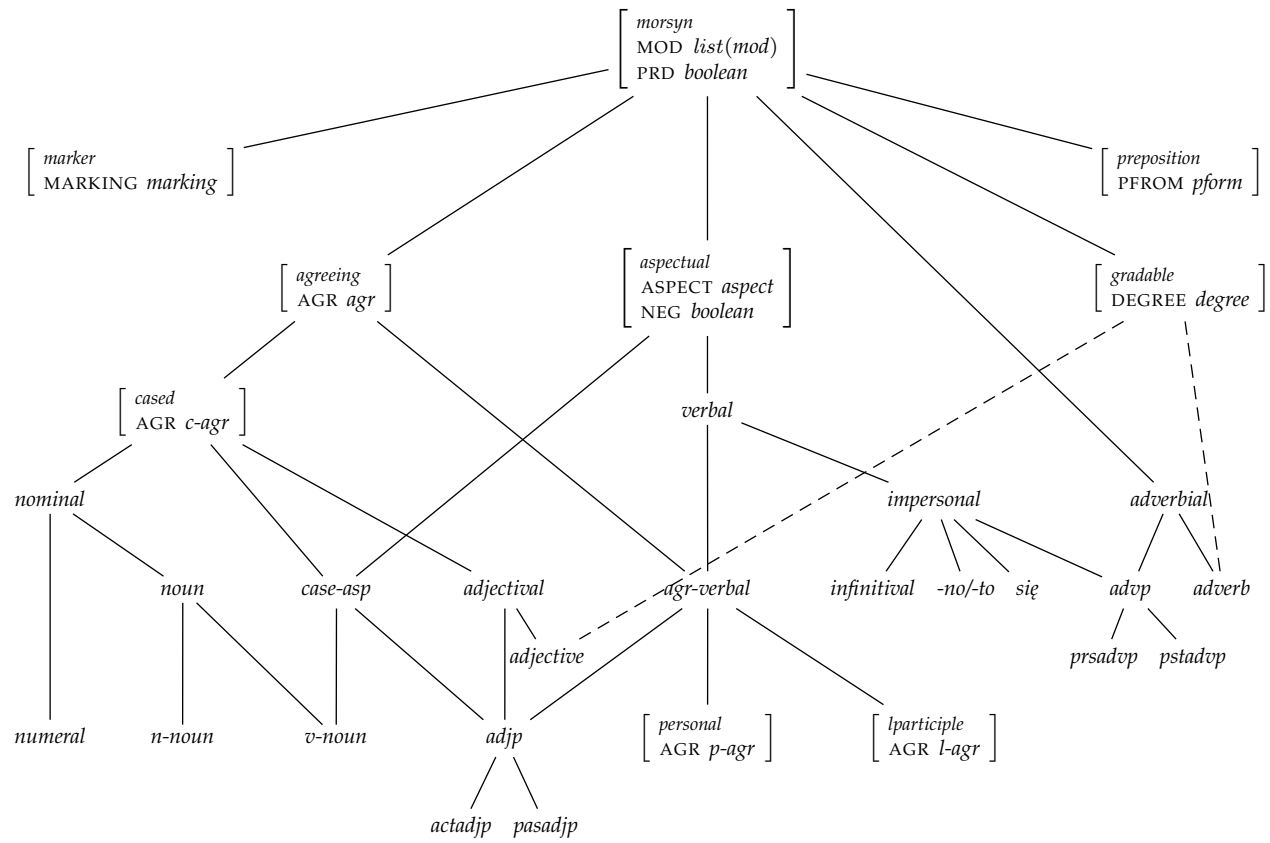 morsyn
MOD list(mod)
PRD boolean
marker
MARKING marking
preposition
PFROM pform
agreeing
AGR agr
aspectual
ASPECT aspect
NEG boolean
gradable
DEGREE degree
cased
AGR c-agr
verbal
nominal
impersonal
adverbial
noun
case-asp
adjectival
agr-verbal
infinitival
-no/-to
się
advp
adverb
adjective
prsadvp
pstadvp
numeral
n-noun
v-noun
adjp
personal
AGR p-agr
lparticiple
AGR l-agr
actadjp
pasadjp